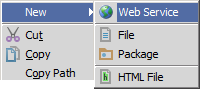 New
Cut
Copy
Copy Path
Web Service
File
Package
HTML File